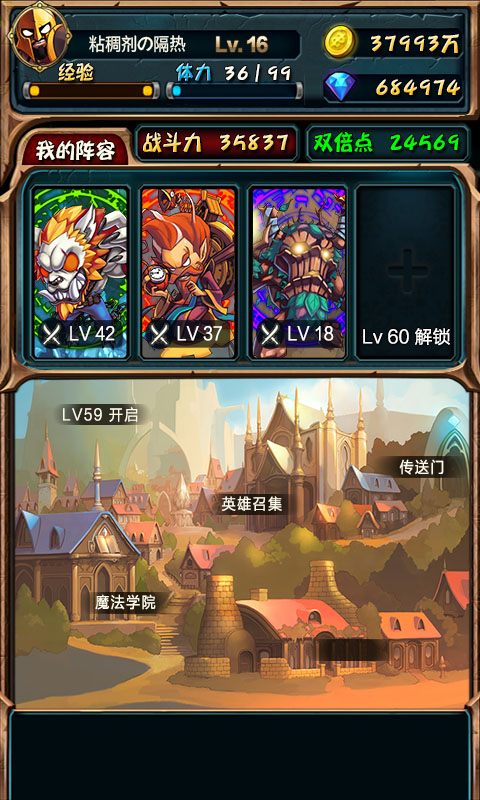 粘稠剂の隔热 Lv.16 37993万
经验 体力 36/99 684974
我的阵容 战斗力 35837 双倍点 24569
LV 42 LV 37 LV 18 Lv 60 解锁
LV59 开启
传送门
英雄召集
魔法学院